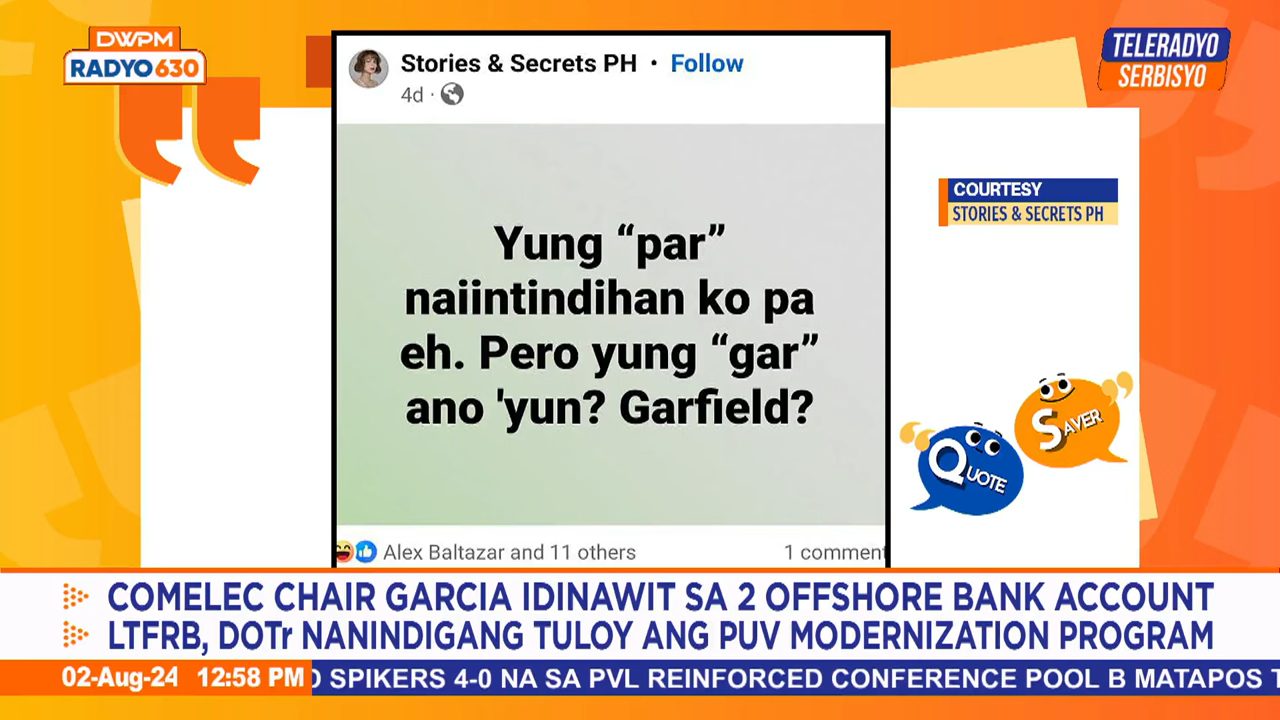 DWPM
RADYO 630
TELERADYO
SERBISYO
Stories & Secrets PH · Follow
4d ·
COURTESY
STORIES & SECRETS PH
Yung “par”
naiintindihan ko pa
eh. Pero yung “gar”
ano 'yun? Garfield?
QUOTE
SAVER
Alex Baltazar and 11 others
1 comment
COMELEC CHAIR GARCIA IDINAWIT SA 2 OFFSHORE BANK ACCOUNT
LTFRB, DOTr NANINDIGANG TULOY ANG PUV MODERNIZATION PROGRAM
02-Aug-24 12:58 PM
SPIKERS 4-0 NA SA PVL REINFORCED CONFERENCE POOL B MATAPOS